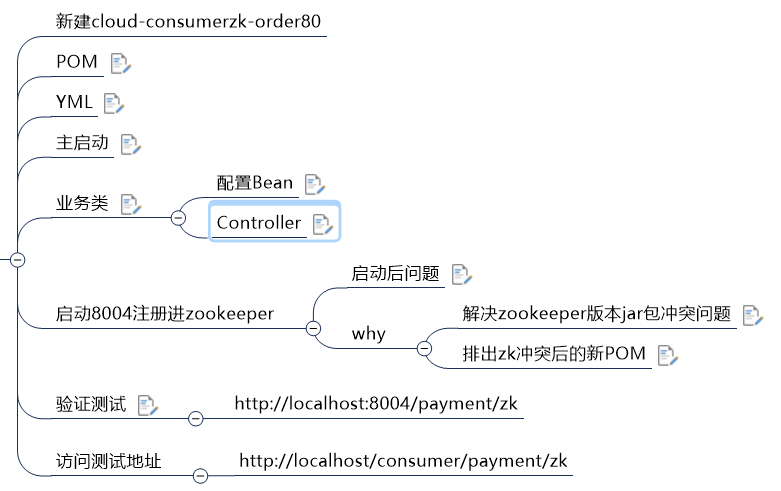 新建cloud-consumerzk-order80
POM
YML
主启动
业务类
配置Bean
Controller
启动8004注册进zookeeper
启动后问题
why
解决zookeeper版本jar包冲突问题
排出zk冲突后的新POM
验证测试
http://localhost:8004/payment/zk
访问测试地址
http://localhost/consumer/payment/zk